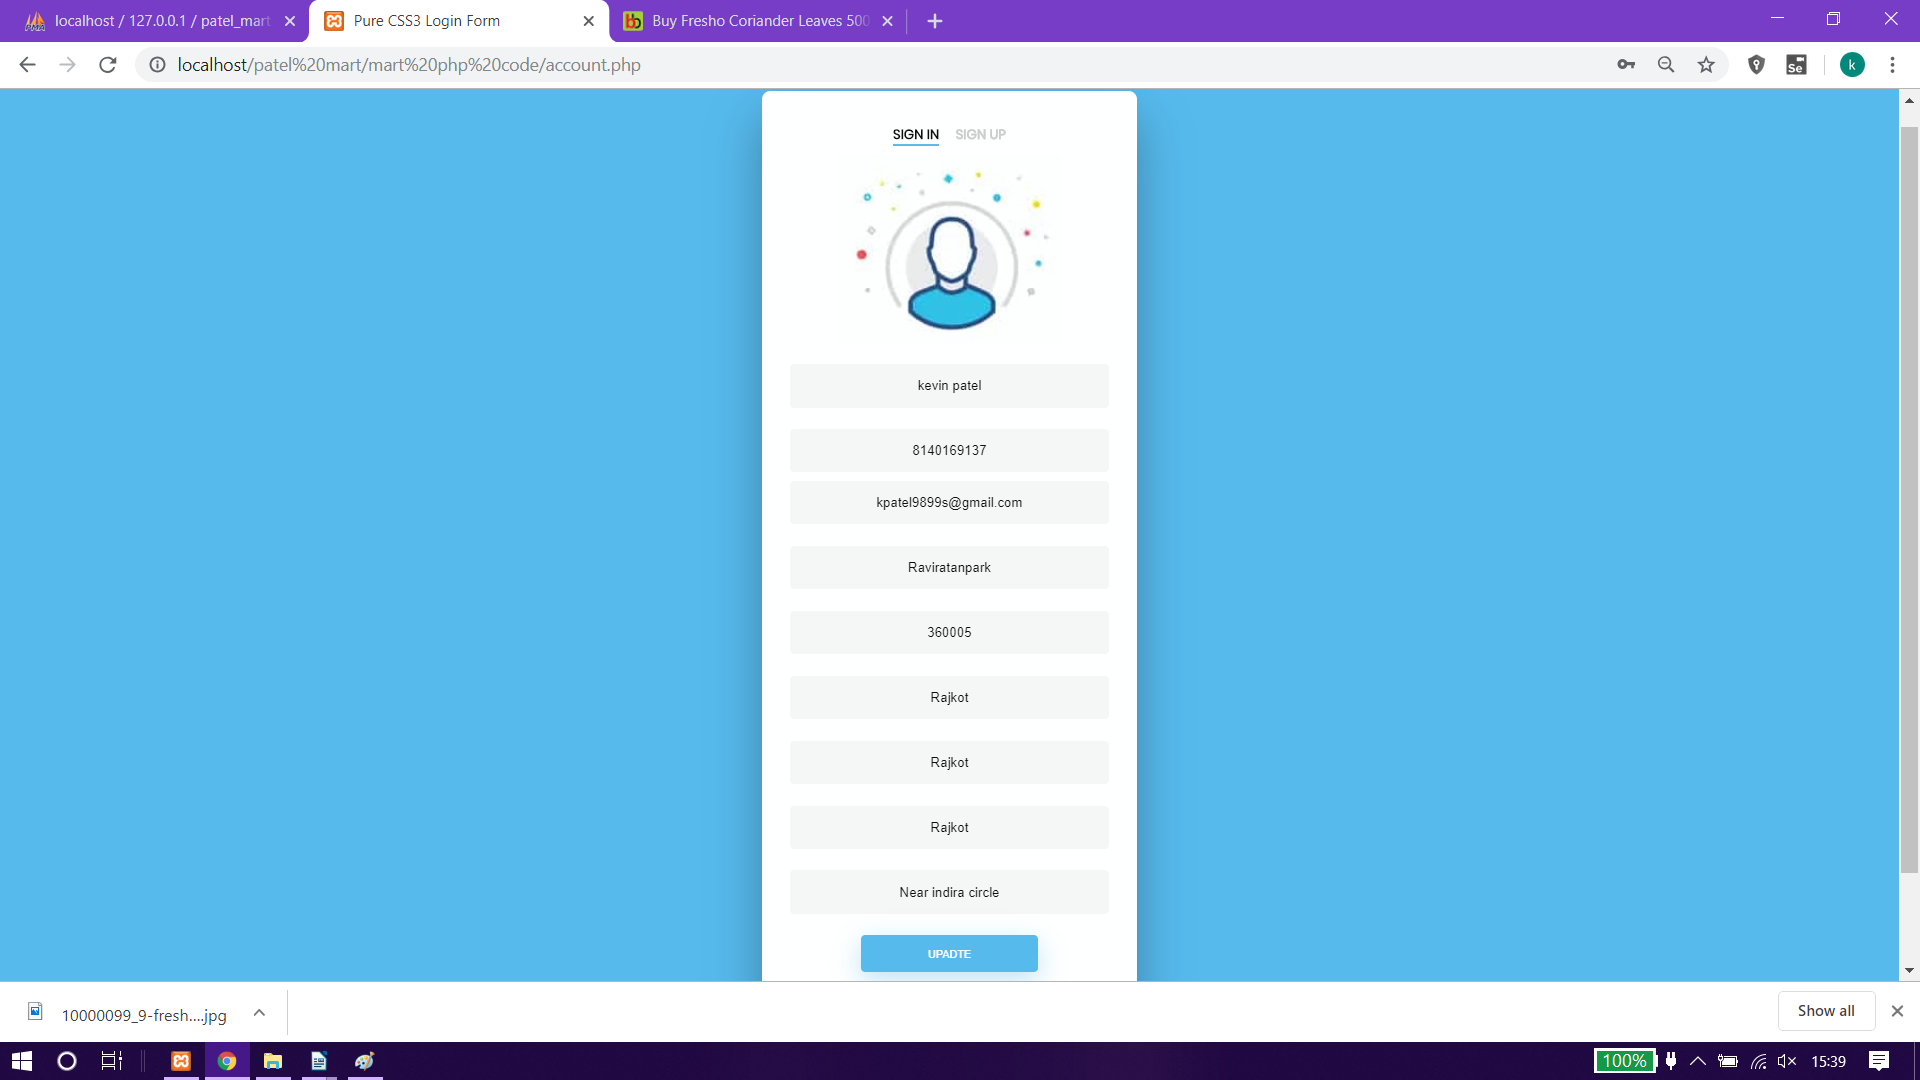 localhost / 127.0.0.1 / patel_mart
Pure CSS3 Login Form
Buy Fresho Coriander Leaves 500
localhost/patel%20mart/mart%20php%20code/account.php
Se
k
SIGN IN SIGN UP
kevin patel
8140169137
kpatel9899s@gmail.com
Raviratanpark
360005
Rajkot
Rajkot
Rajkot
Near indira circle
UPADTE
10000099_9-fresh....jpg
Show all
100%
15:39